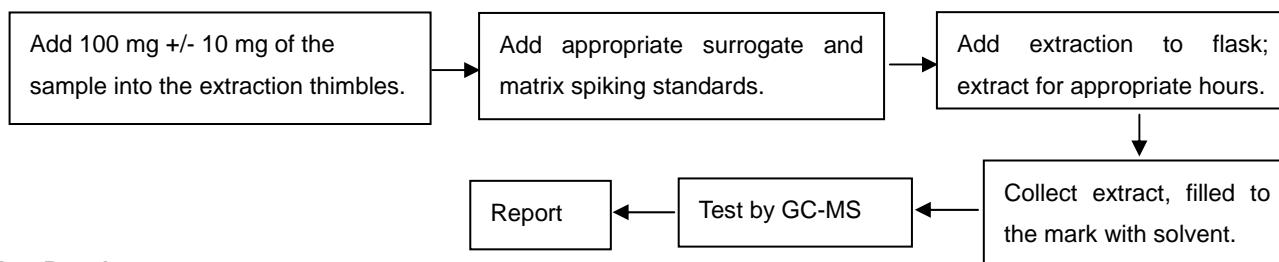 Add 100 mg +/- 10 mg of the
sample into the extraction thimbles.
Add appropriate surrogate and
matrix spiking standards.
Add extraction to flask;
extract for appropriate hours.
Collect extract, filled to
the mark with solvent.
Test by GC-MS
Report